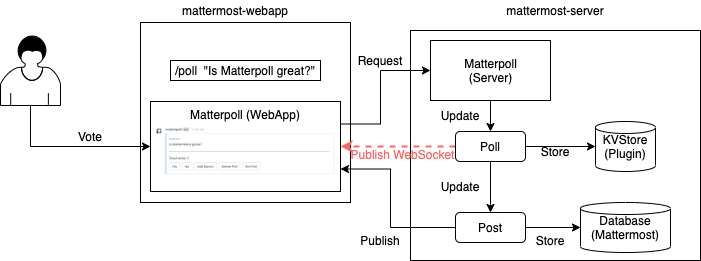 mattermost-webapp
mattermost-server
/poll "Is Matterpoll great?"
Request
Matterpoll
(Server)
Matterpoll (WebApp)
Update
Vote
Publish WebSocket
Poll
Store
KVStore
(Plugin)
Update
Publish
Post
Store
Database
(Mattermost)